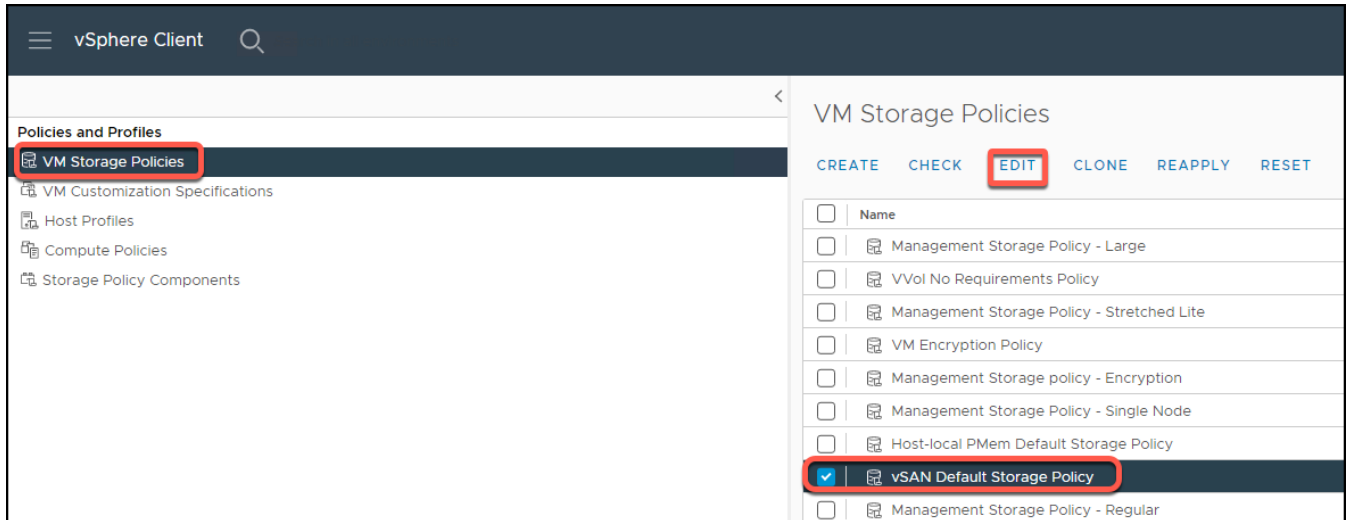 vSphere Client
Policies and Profiles
VM Storage Policies
VM Customization Specifications
Host Profiles
Compute Policies
Storage Policy Components
VM Storage Policies
CREATE CHECK EDIT CLONE REAPPLY RESET
Name
Management Storage Policy - Large
VVol No Requirements Policy
Management Storage Policy - Stretched Lite
VM Encryption Policy
Management Storage policy - Encryption
Management Storage Policy - Single Node
Host-local PMem Default Storage Policy
vSAN Default Storage Policy
Management Storage Policy - Regular